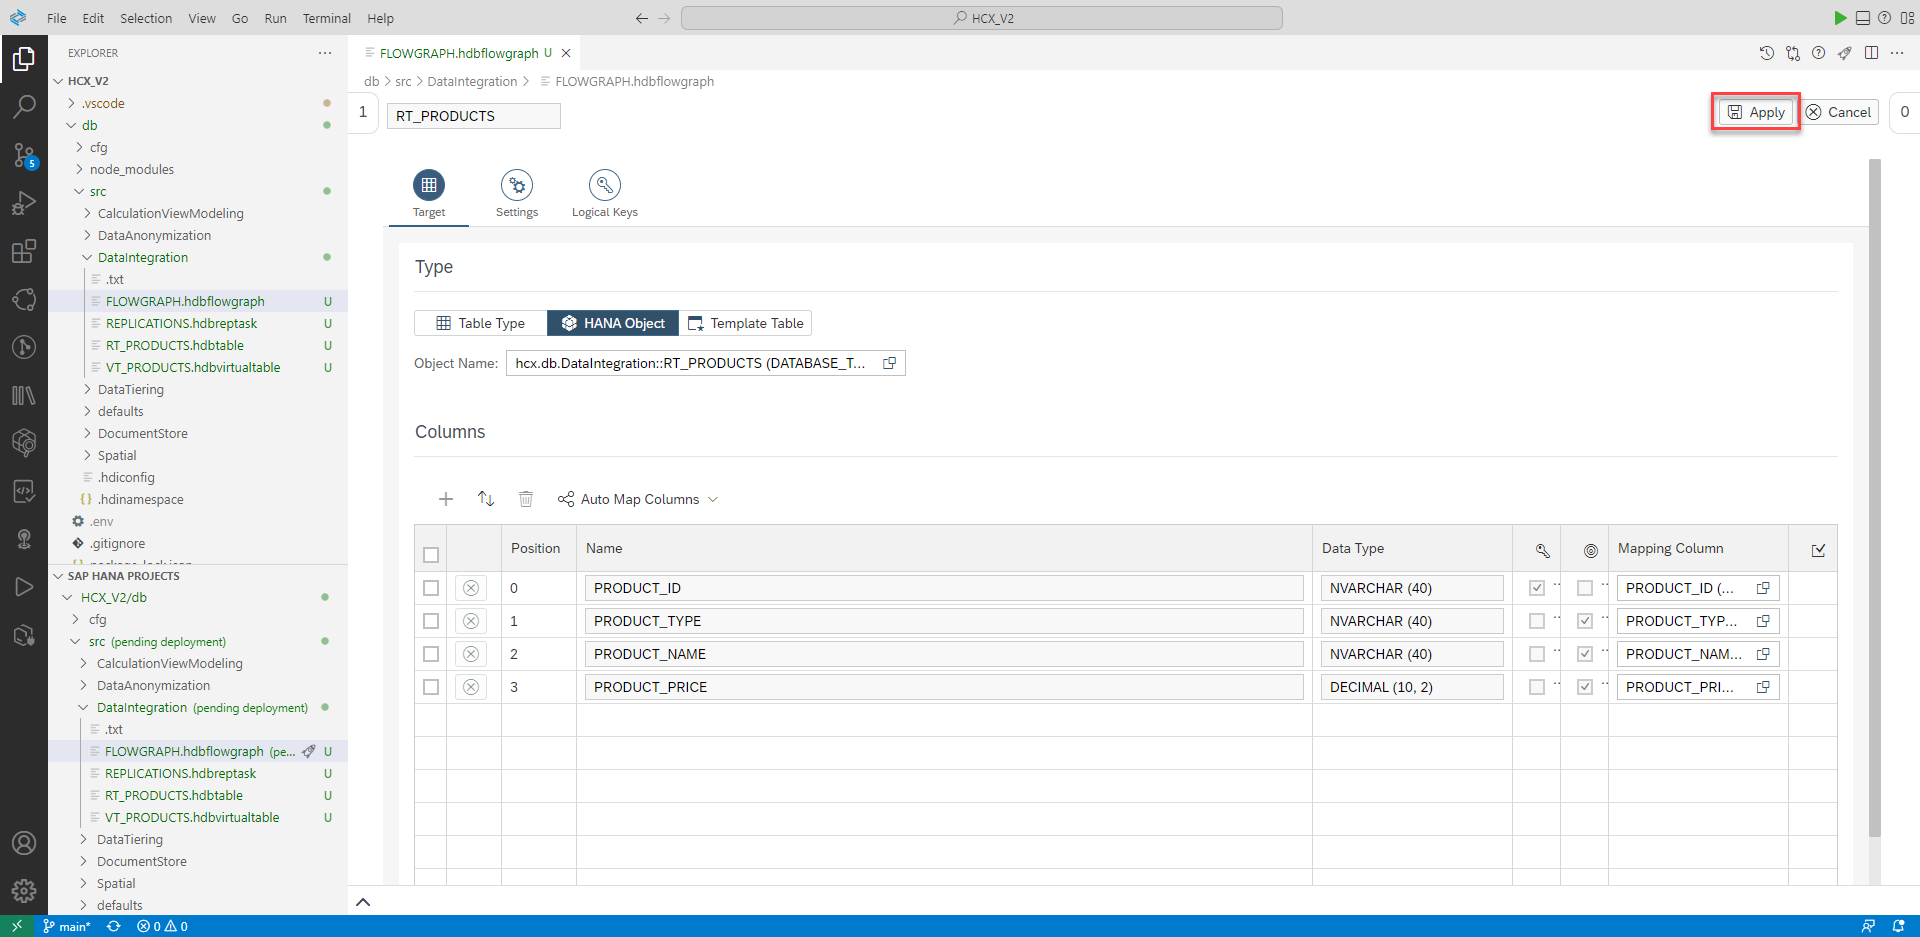 File Edit Selection View Go Run Terminal Help
HCX_V2
EXPLORER
HCX_V2
.vscode
db
cfg
node_modules
src
CalculationViewModeling
DataAnonymization
DataIntegration
.txt
FLOWGRAPH.hdbflowgraph U
REPLICATIONS.hdbreptask U
RT_PRODUCTS.hdbtable U
VT_PRODUCTS.hdbvirtualtable U
DataTiering
defaults
DocumentStore
Spatial
.hdiconfig
{ } .hdinamespace
.env
.gitignore
SAP HANA PROJECTS
HCX_V2/db
cfg
src (pending deployment)
CalculationViewModeling
DataAnonymization
DataIntegration (pending deployment)
.txt
FLOWGRAPH.hdbflowgraph (pe... U
REPLICATIONS.hdbreptask U
RT_PRODUCTS.hdbtable U
VT_PRODUCTS.hdbvirtualtable U
DataTiering
DocumentStore
Spatial
defaults
5
FLOWGRAPH.hdbflowgraph U
db > src > DataIntegration > FLOWGRAPH.hdbflowgraph
1 RT_PRODUCTS Apply Cancel 0
Target Settings Logical Keys
Type
Table Type HANA Object Template Table
Object Name: hcx.db.DataIntegration::RT_PRODUCTS (DATABASE_T...
Columns
Auto Map Columns
Position Name Data Type Mapping Column
0 PRODUCT_ID NVARCHAR (40) PRODUCT_ID (...
1 PRODUCT_TYPE NVARCHAR (40) PRODUCT_TYP...
2 PRODUCT_NAME NVARCHAR (40) PRODUCT_NAM...
3 PRODUCT_PRICE DECIMAL (10, 2) PRODUCT_PRI...
main* 0 0